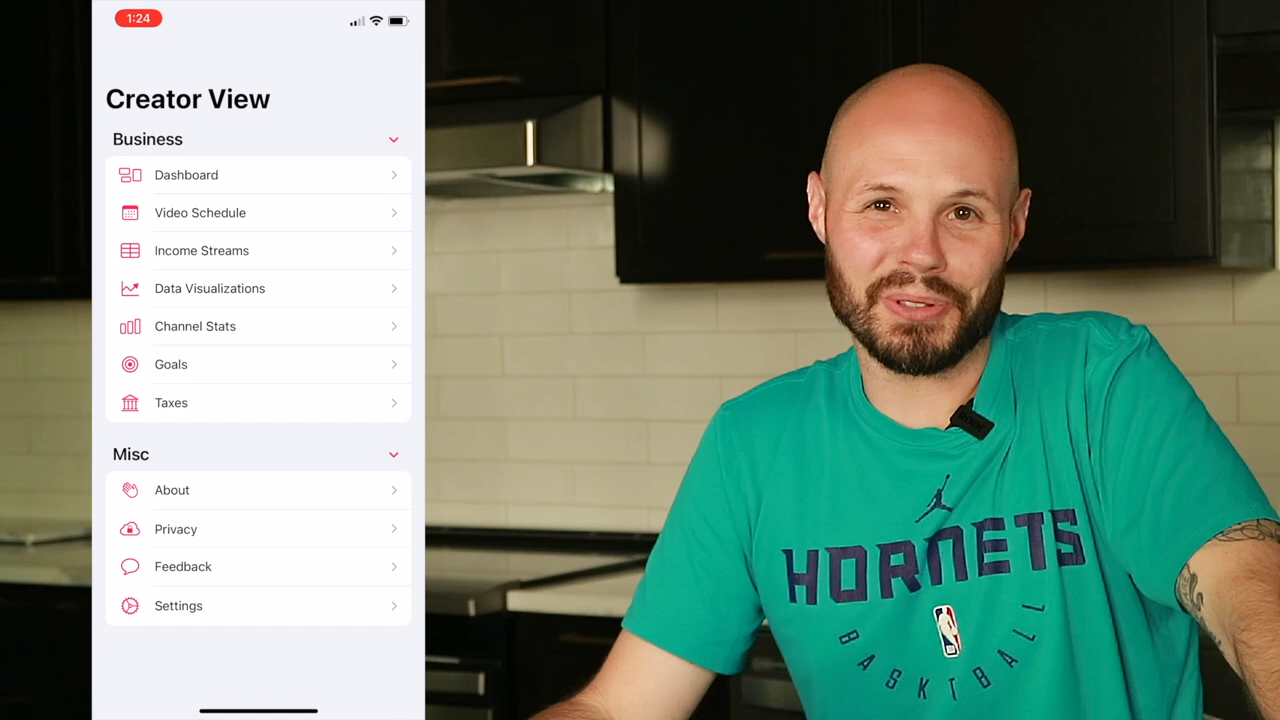 1:24
Creator View
Business
Dashboard
Video Schedule
Income Streams
Data Visualizations
Channel Stats
Goals
Taxes
Misc
About
Privacy
Feedback
Settings
HORNETS
BASKETBALL